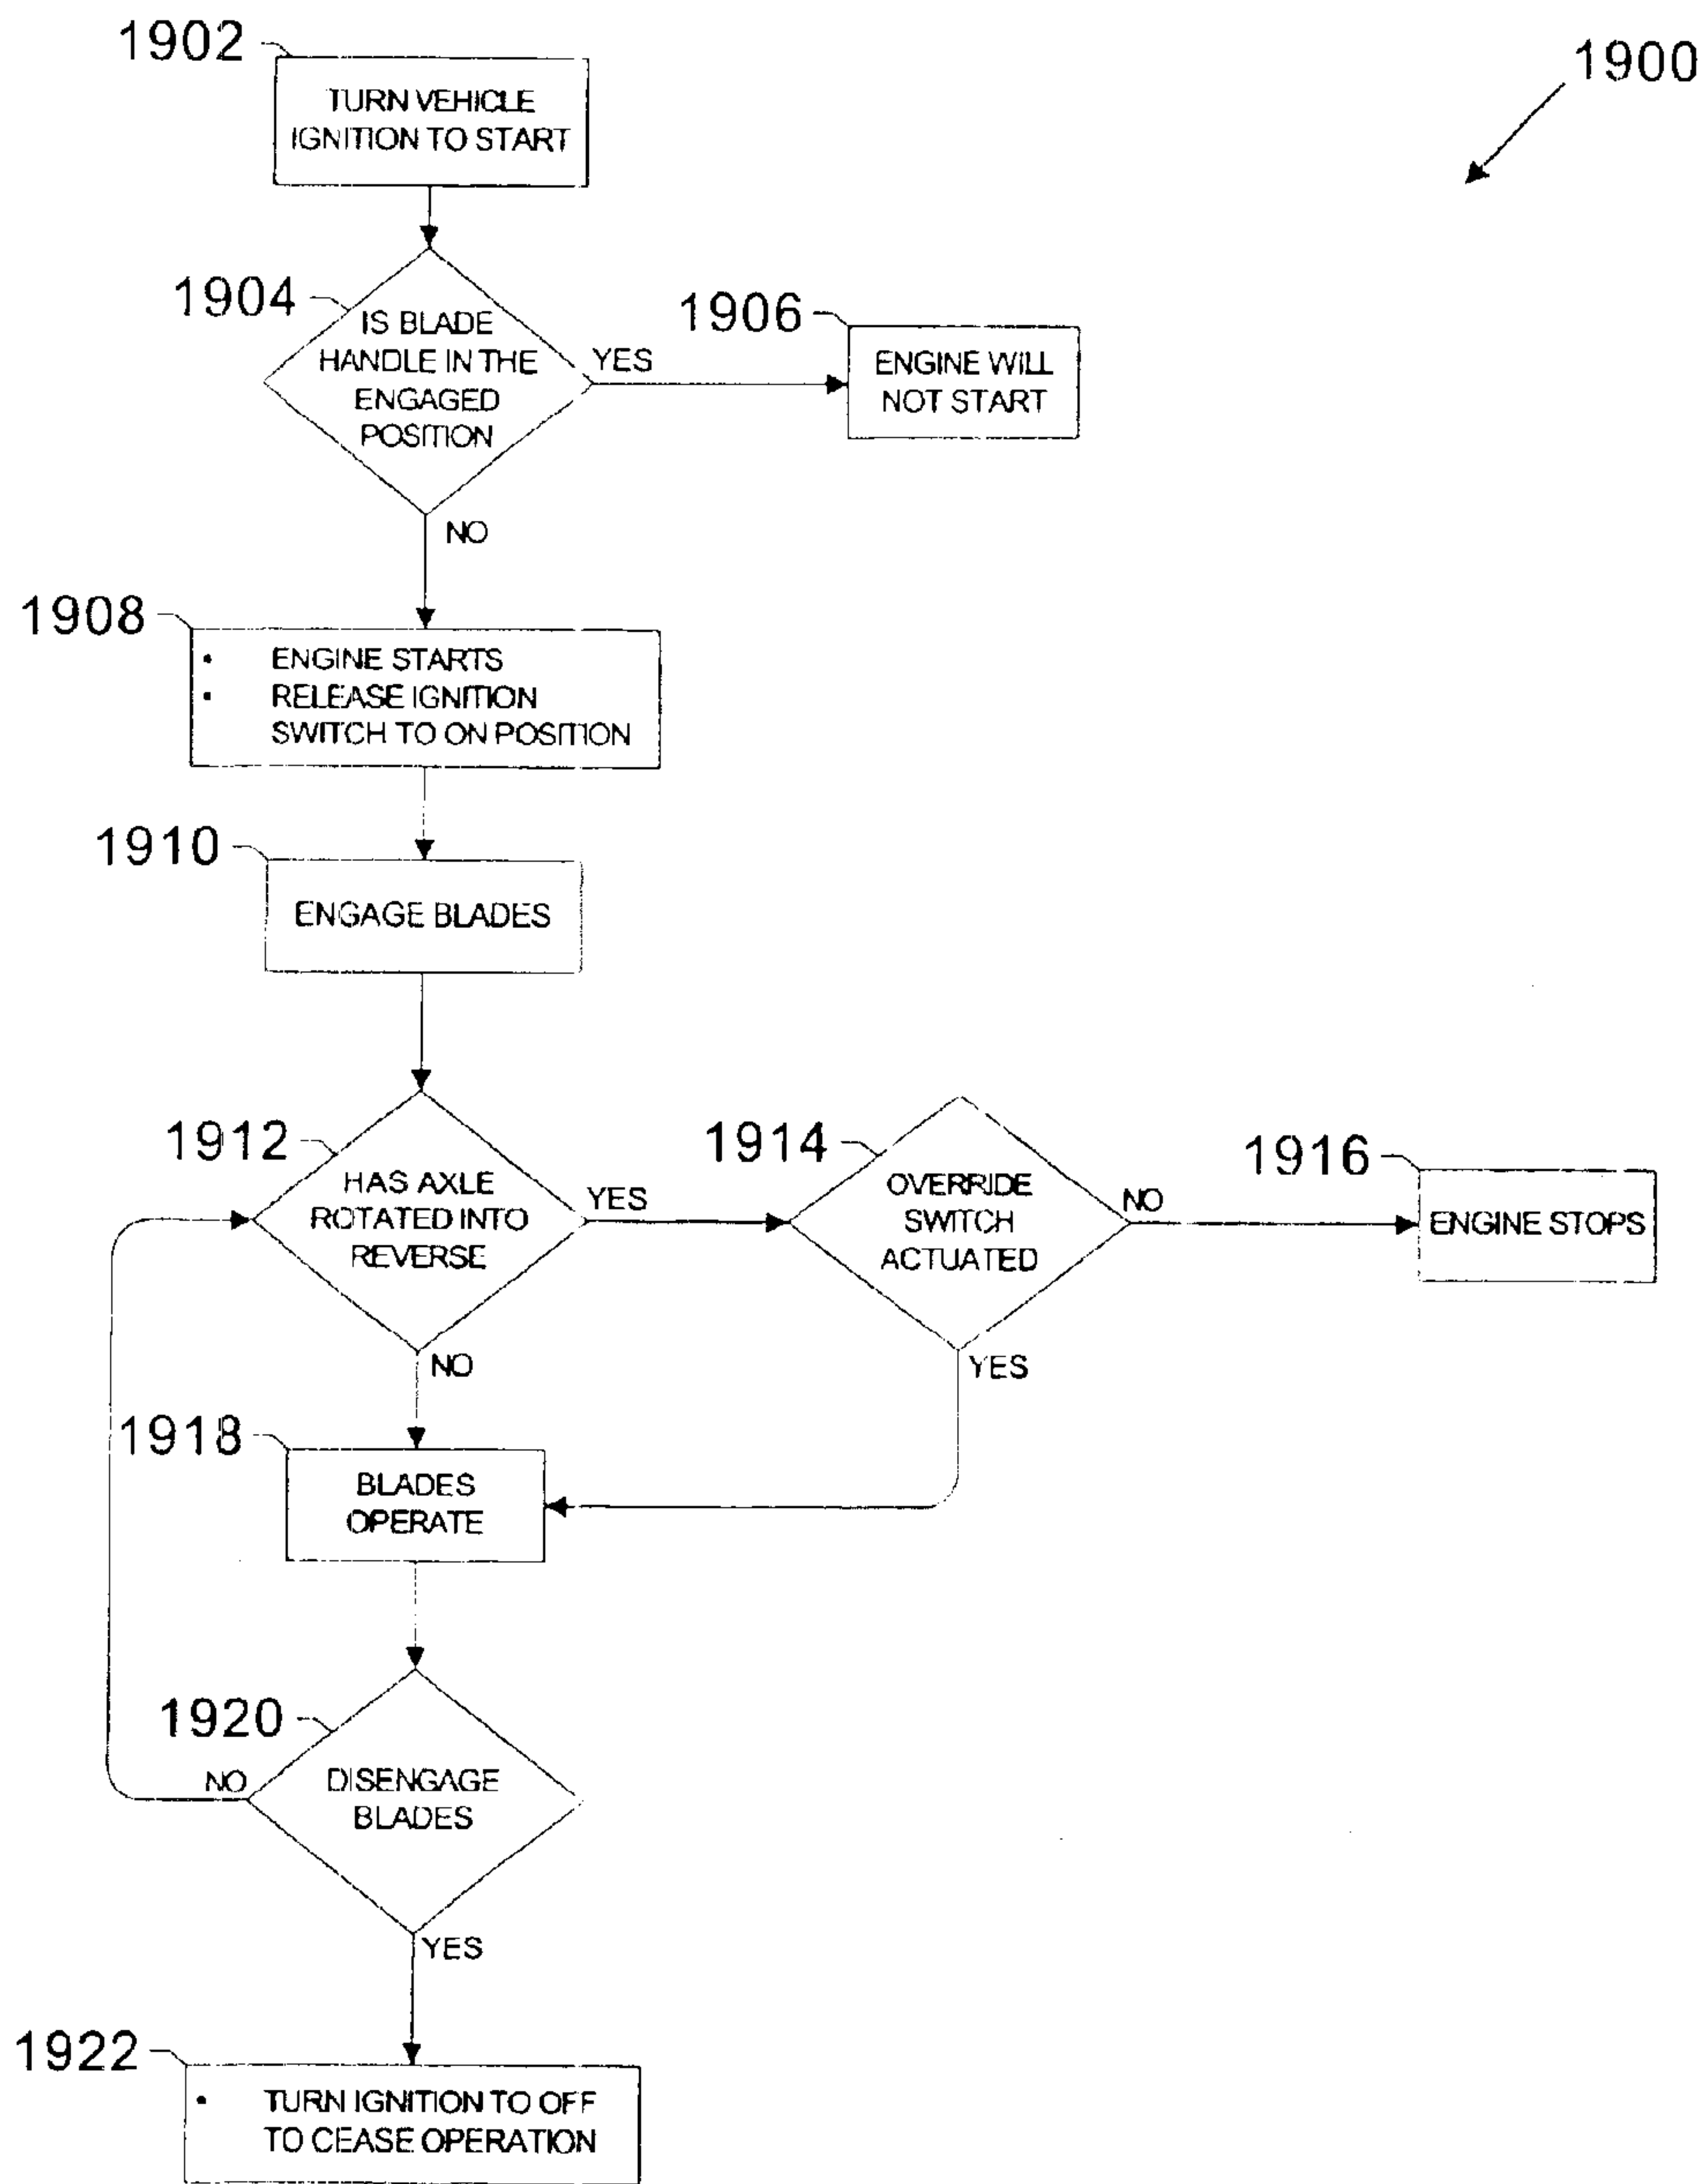 1902
1900
TURN VEHICLE
IGNITION TO START
1904
IS BLADE
HANDLE IN THE
ENGAGED
POSITION
YES
1906
ENGINE WILL
NOT START
NO
1908
• ENGINE STARTS
• RELEASE IGNITION
SWITCH TO ON POSITION
1910
ENGAGE BLADES
1912
HAS AXLE
ROTATED INTO
REVERSE
YES
1914
OVERRIDE
SWITCH
ACTUATED
NO
1916
ENGINE STOPS
NO
YES
1918
BLADES
OPERATE
1920
NO
DISENGAGE
BLADES
YES
1922
• TURN IGNITION TO OFF
TO CEASE OPERATION